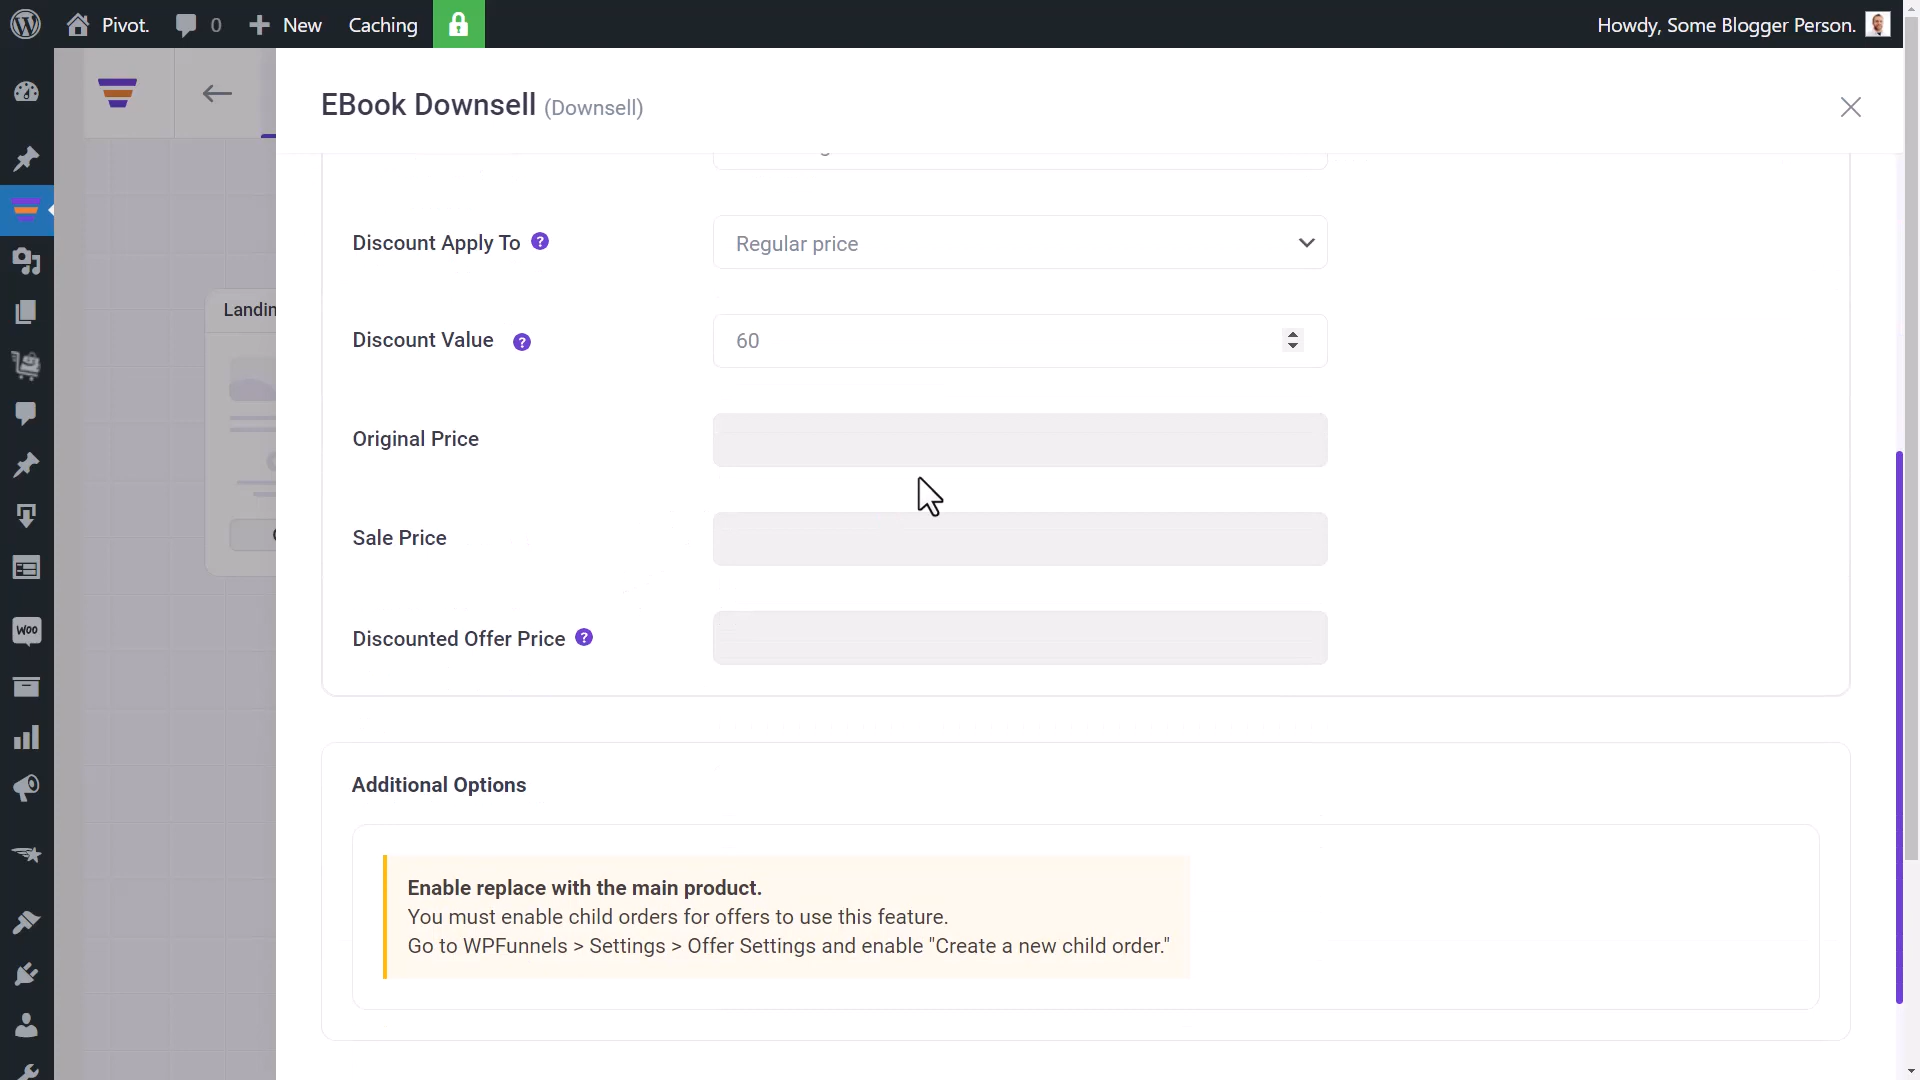 Pivot.
0
New
Caching
Howdy, Some Blogger Person.
EBook Downsell (Downsell)
Discount Apply To ?
Regular price
Landin
Discount Value ?
60
Original Price
Sale Price
Woo
Discounted Offer Price ?
Additional Options
Enable replace with the main product.
You must enable child orders for offers to use this feature.
Go to WPFunnels > Settings > Offer Settings and enable "Create a new child order."